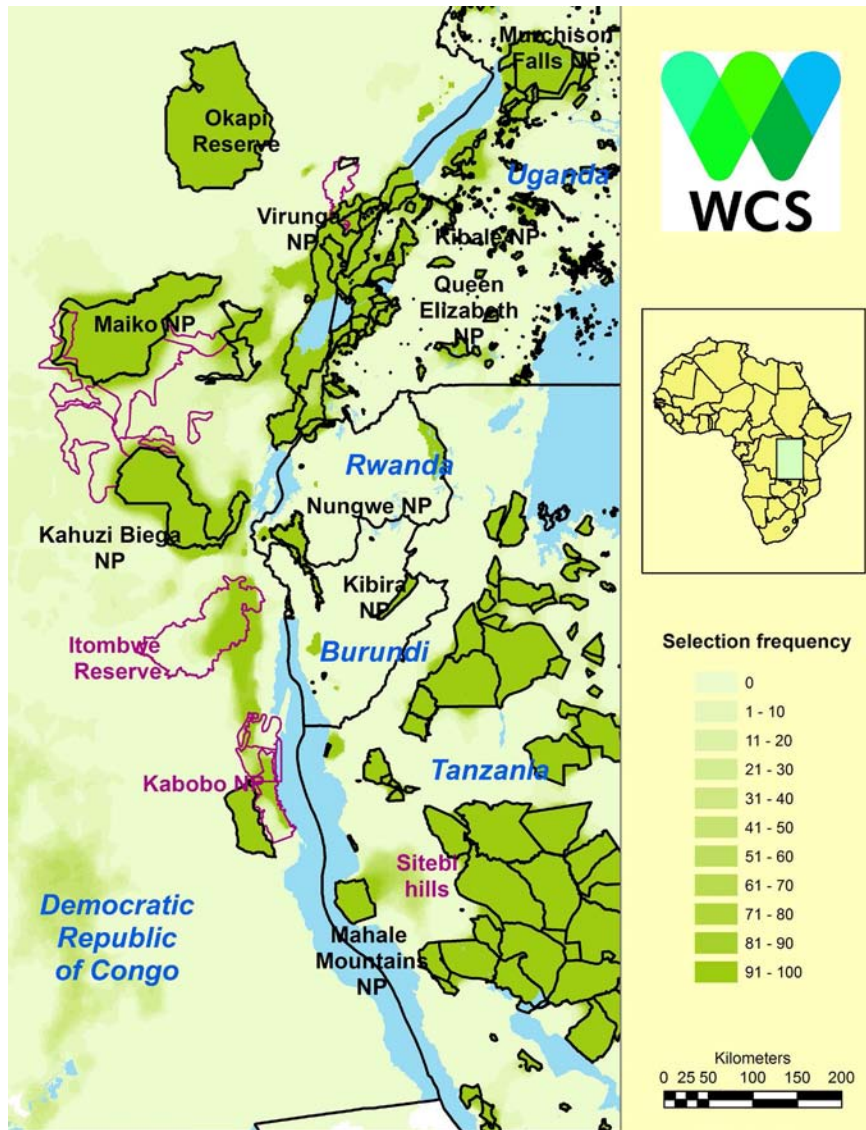 Murchison
Falls NP
Okapi
Reserve
Uganda
Virunga
NP
Kibale NP
Queen
Elizabeth
NP
Maiko NP
Rwanda
Nungwe NP
Kahuzi Biega
NP
Kibira
NP
Itombwe
Reserve
Burundi
Kabobo NP
Tanzania
Sitebi
hills
Democratic
Republic
of Congo
Mahale
Mountains
NP
WCS
Selection frequency
0
1 - 10
11 - 20
21 - 30
31 - 40
41 - 50
51 - 60
61 - 70
71 - 80
81 - 90
91 - 100
Kilometers
0 25 50 100 150 200